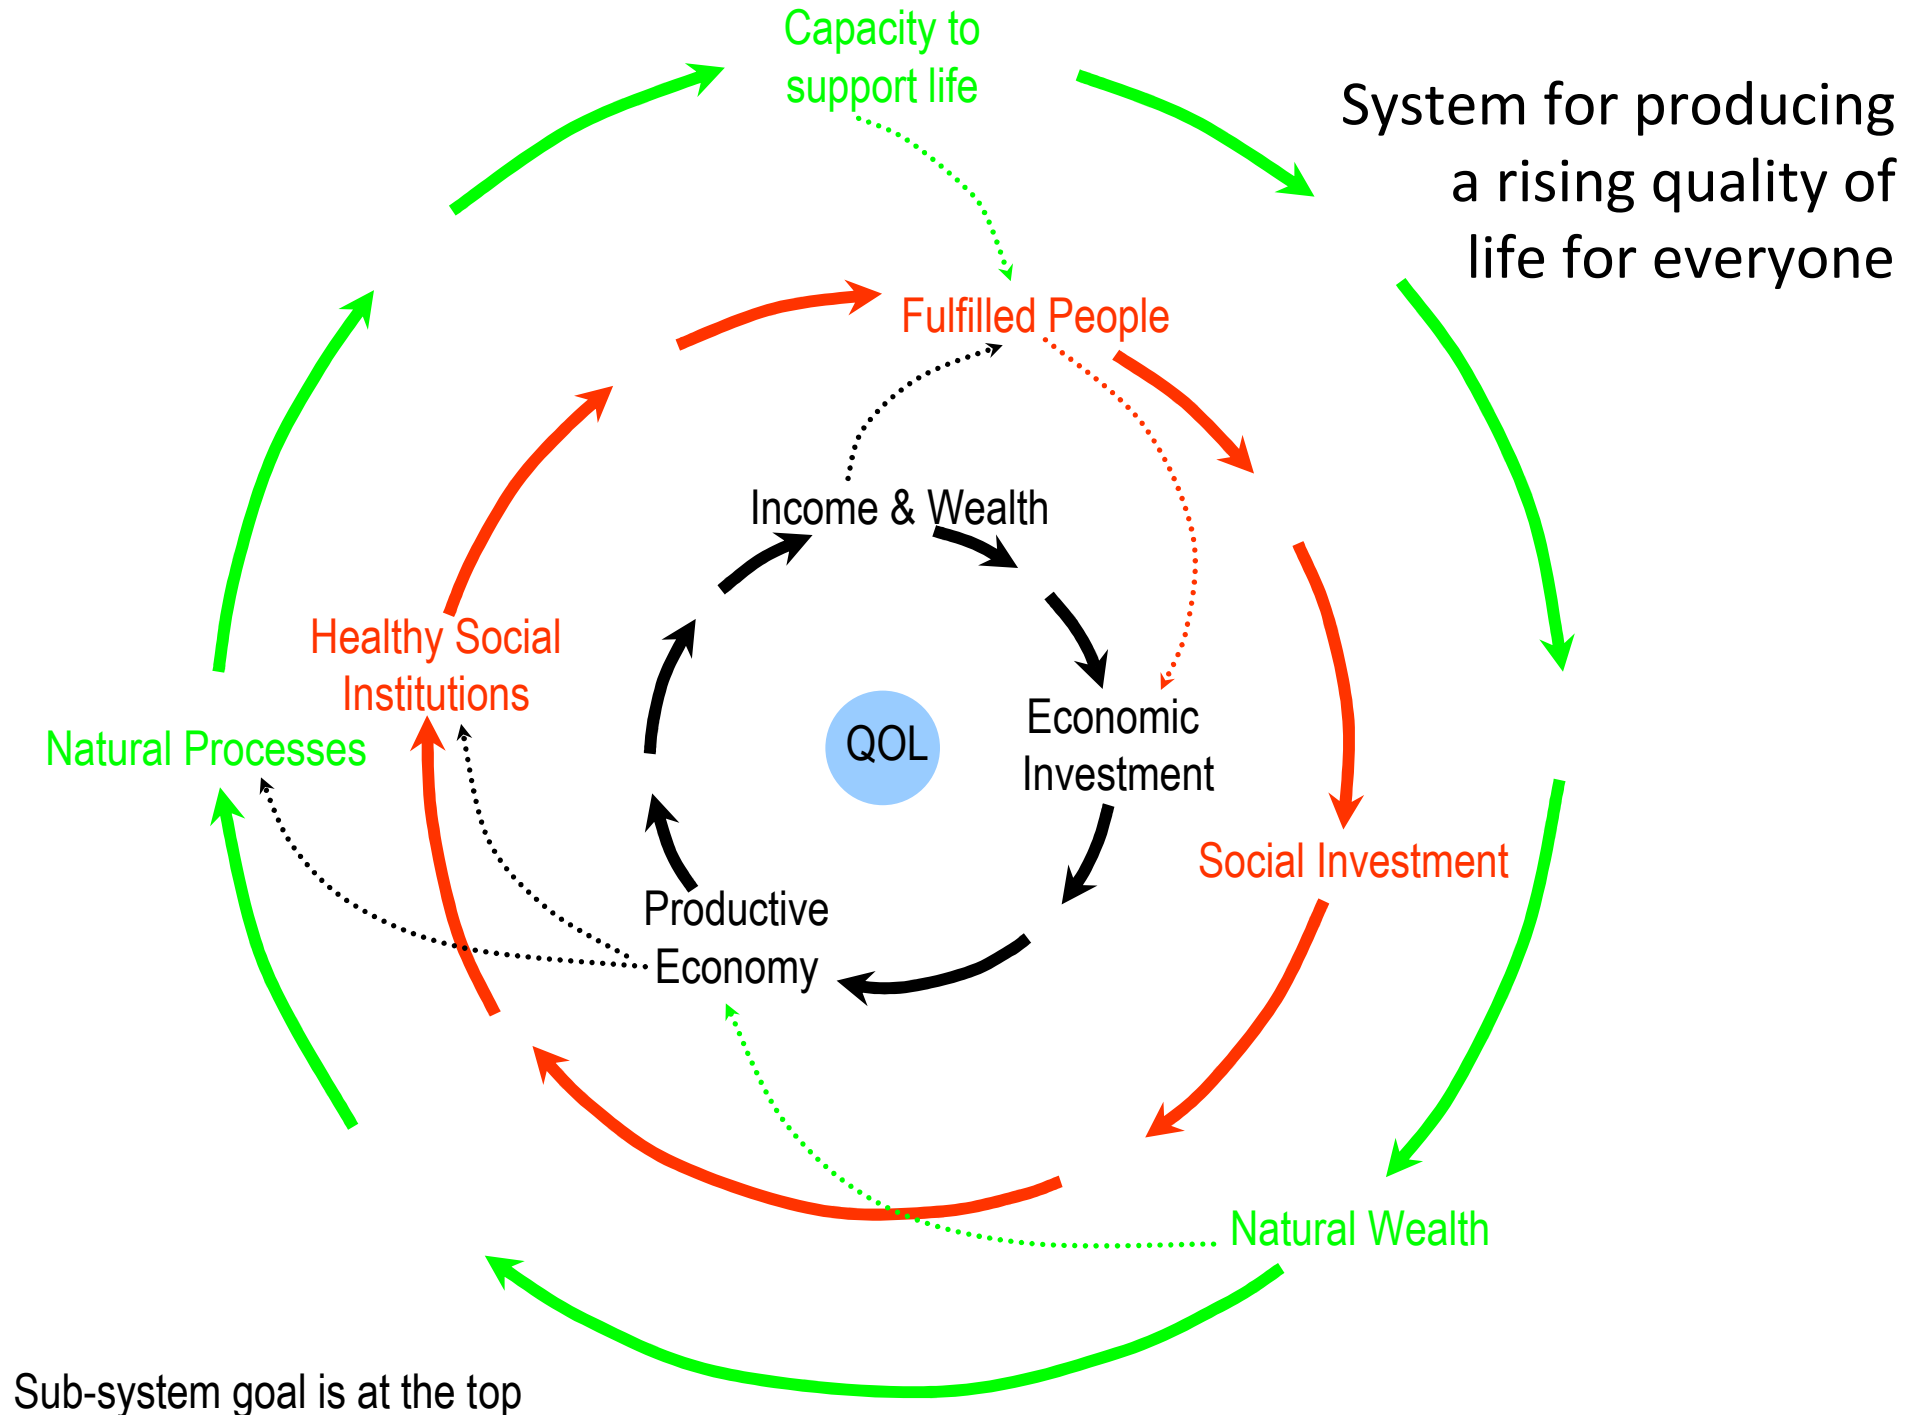 Capacity to
support life
System for producing
a rising quality of
life for everyone
Fulfilled People
Income & Wealth
Healthy Social
Institutions
Natural Processes
QOL
Economic
Investment
Social Investment
Productive
Economy
Natural Wealth
Sub-system goal is at the top